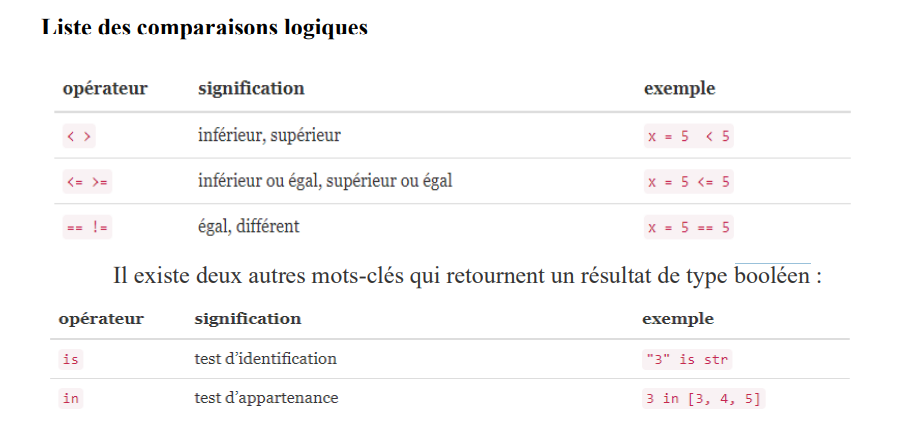 Liste des comparaisons logiques
opérateur signification exemple
< > inférieur, supérieur x = 5  < 5
<= >= inférieur ou égal, supérieur ou égal x = 5 <= 5
== != égal, différent x = 5 == 5
Il existe deux autres mots-clés qui retournent un résultat de type booléen :
opérateur signification exemple
is test d’identification "3" is str
in test d’appartenance 3 in [3, 4, 5]